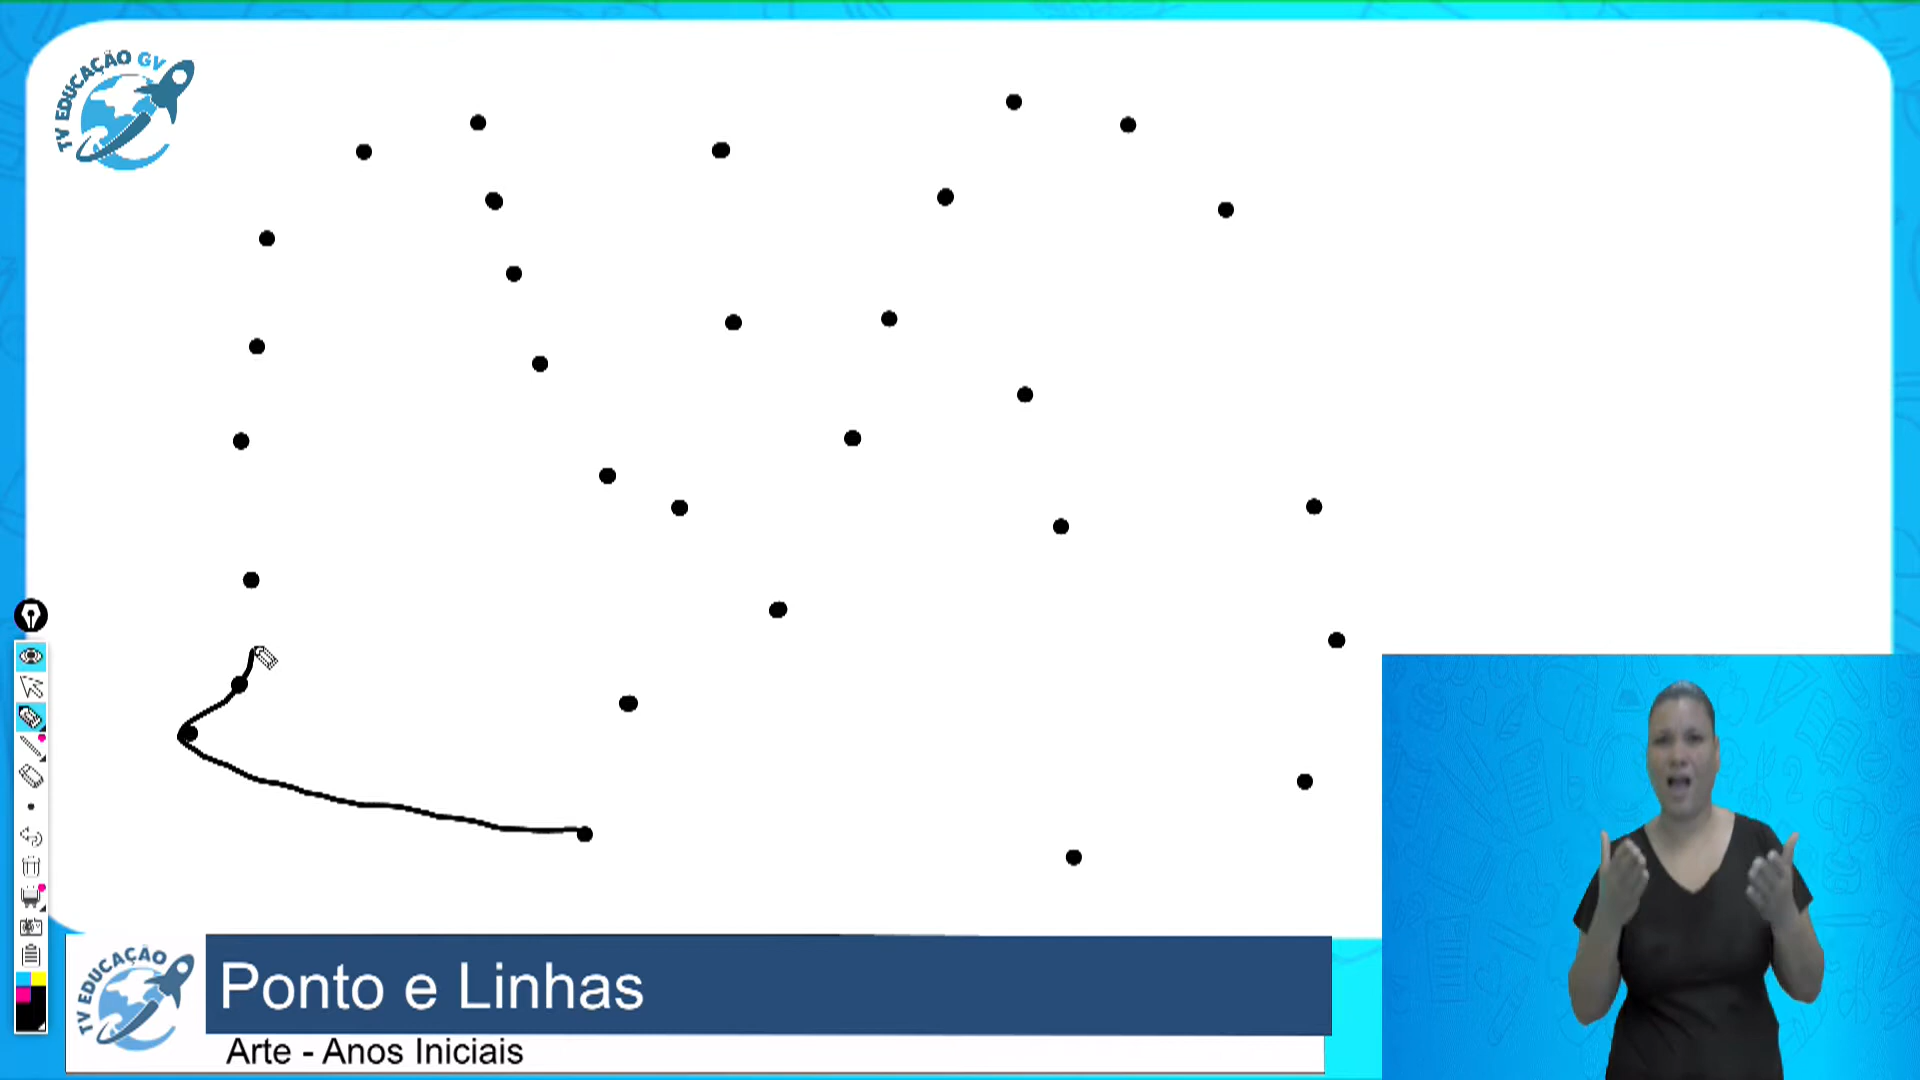 TV EDUCAÇÃO GV
TV EDUCAÇÃO
Ponto e Linhas
Arte - Anos Iniciais